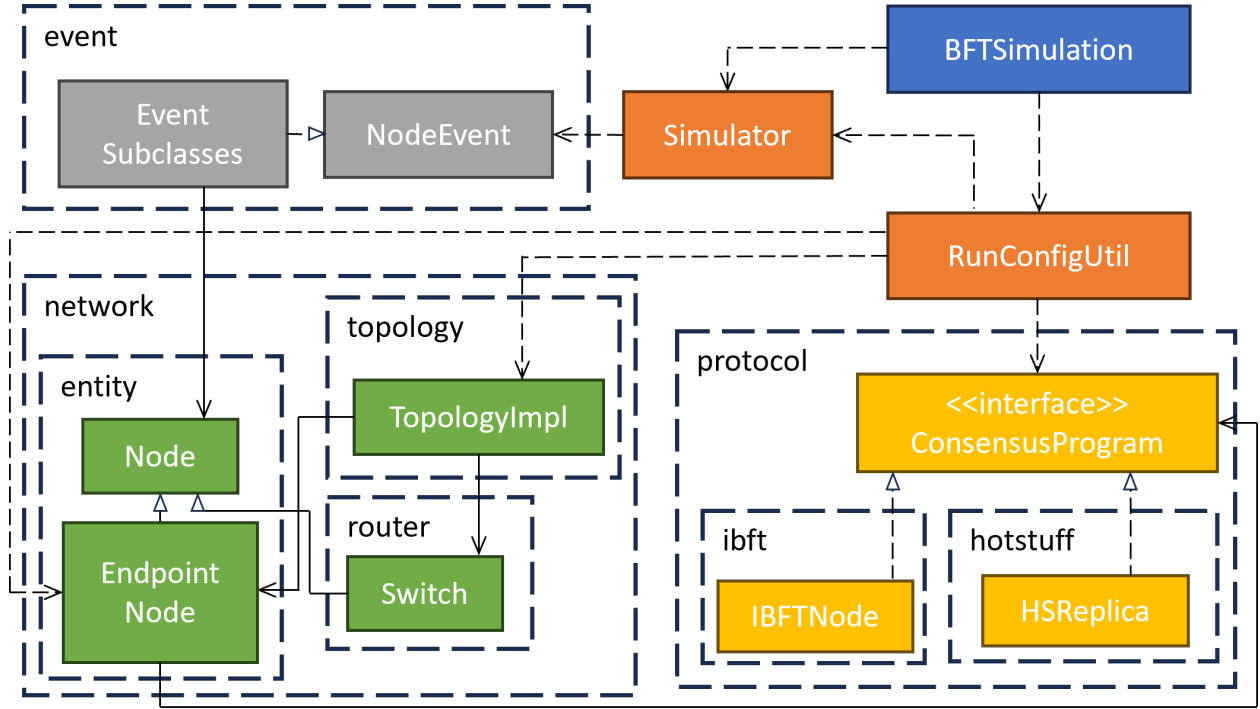 event
BFTSimulation
Event
Subclasses
NodeEvent
Simulator
RunConfigUtil
network
topology
protocol
entity
TopologyImpl
<<interface>>
ConsensusProgram
Node
router
ibft
hotstuff
Endpoint
Node
Switch
IBFTNode
HSReplica